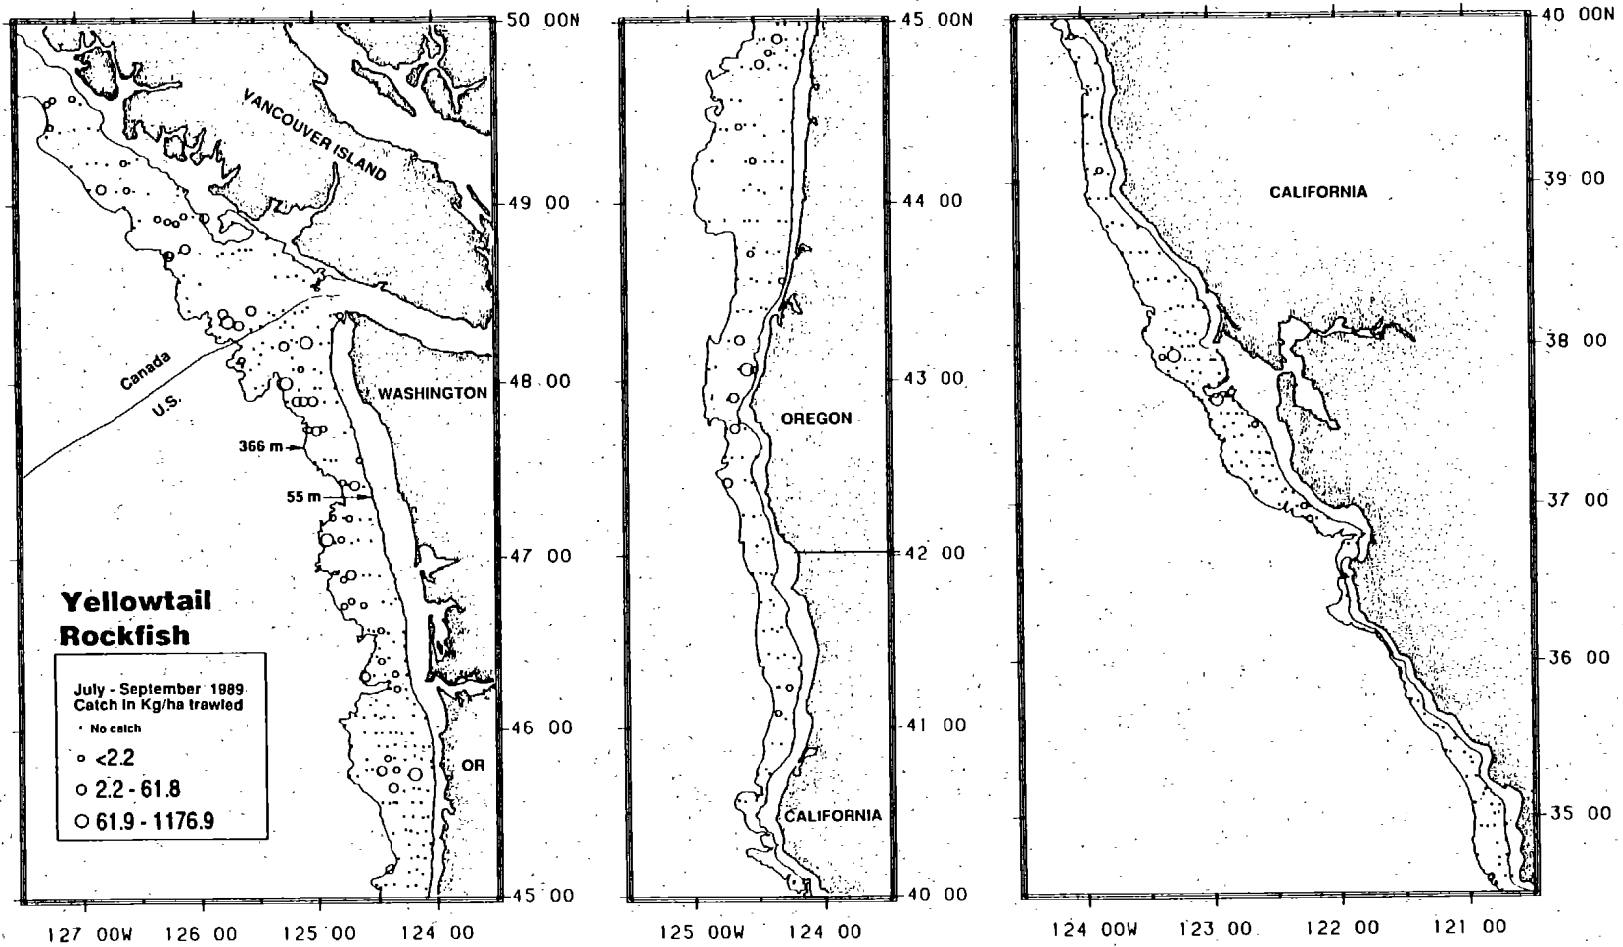 50 00N
VANCOUVER ISLAND
49 00
Canada
U.S.
48 00
WASHINGTON
366 m
55 m
47 00
Yellowtail
Rockfish
July - September 1989
Catch in Kg/ha trawled
No catch
<2.2
2.2 - 61.8
61.9 - 1176.9
46 00
OR
45 00
127 00W 126 00 125 00 124 00
45 00N
44 00
43 00
OREGON
42 00
41 00
CALIFORNIA
40 00
125 00W 124 00
40 00N
CALIFORNIA
39 00
38 00
37 00
36 00
35 00
124 00W 123 00 122 00 121 00